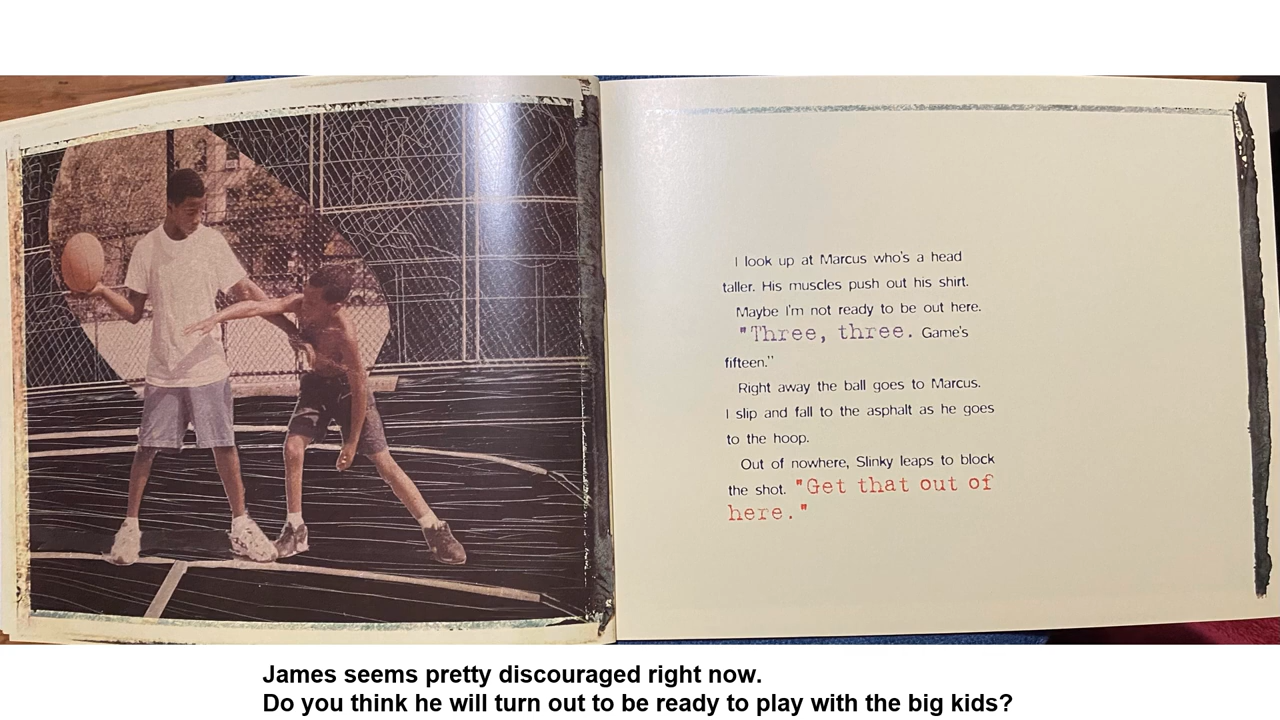 I look up at Marcus who's a head
taller. His muscles push out his shirt.
Maybe I'm not ready to be out here.
"Three, three. Game's
fifteen."
Right away the ball goes to Marcus.
I slip and fall to the asphalt as he goes
to the hoop.
Out of nowhere, Slinky leaps to block
the shot. "Get that out of
here."
James seems pretty discouraged right now.
Do you think he will turn out to be ready to play with the big kids?